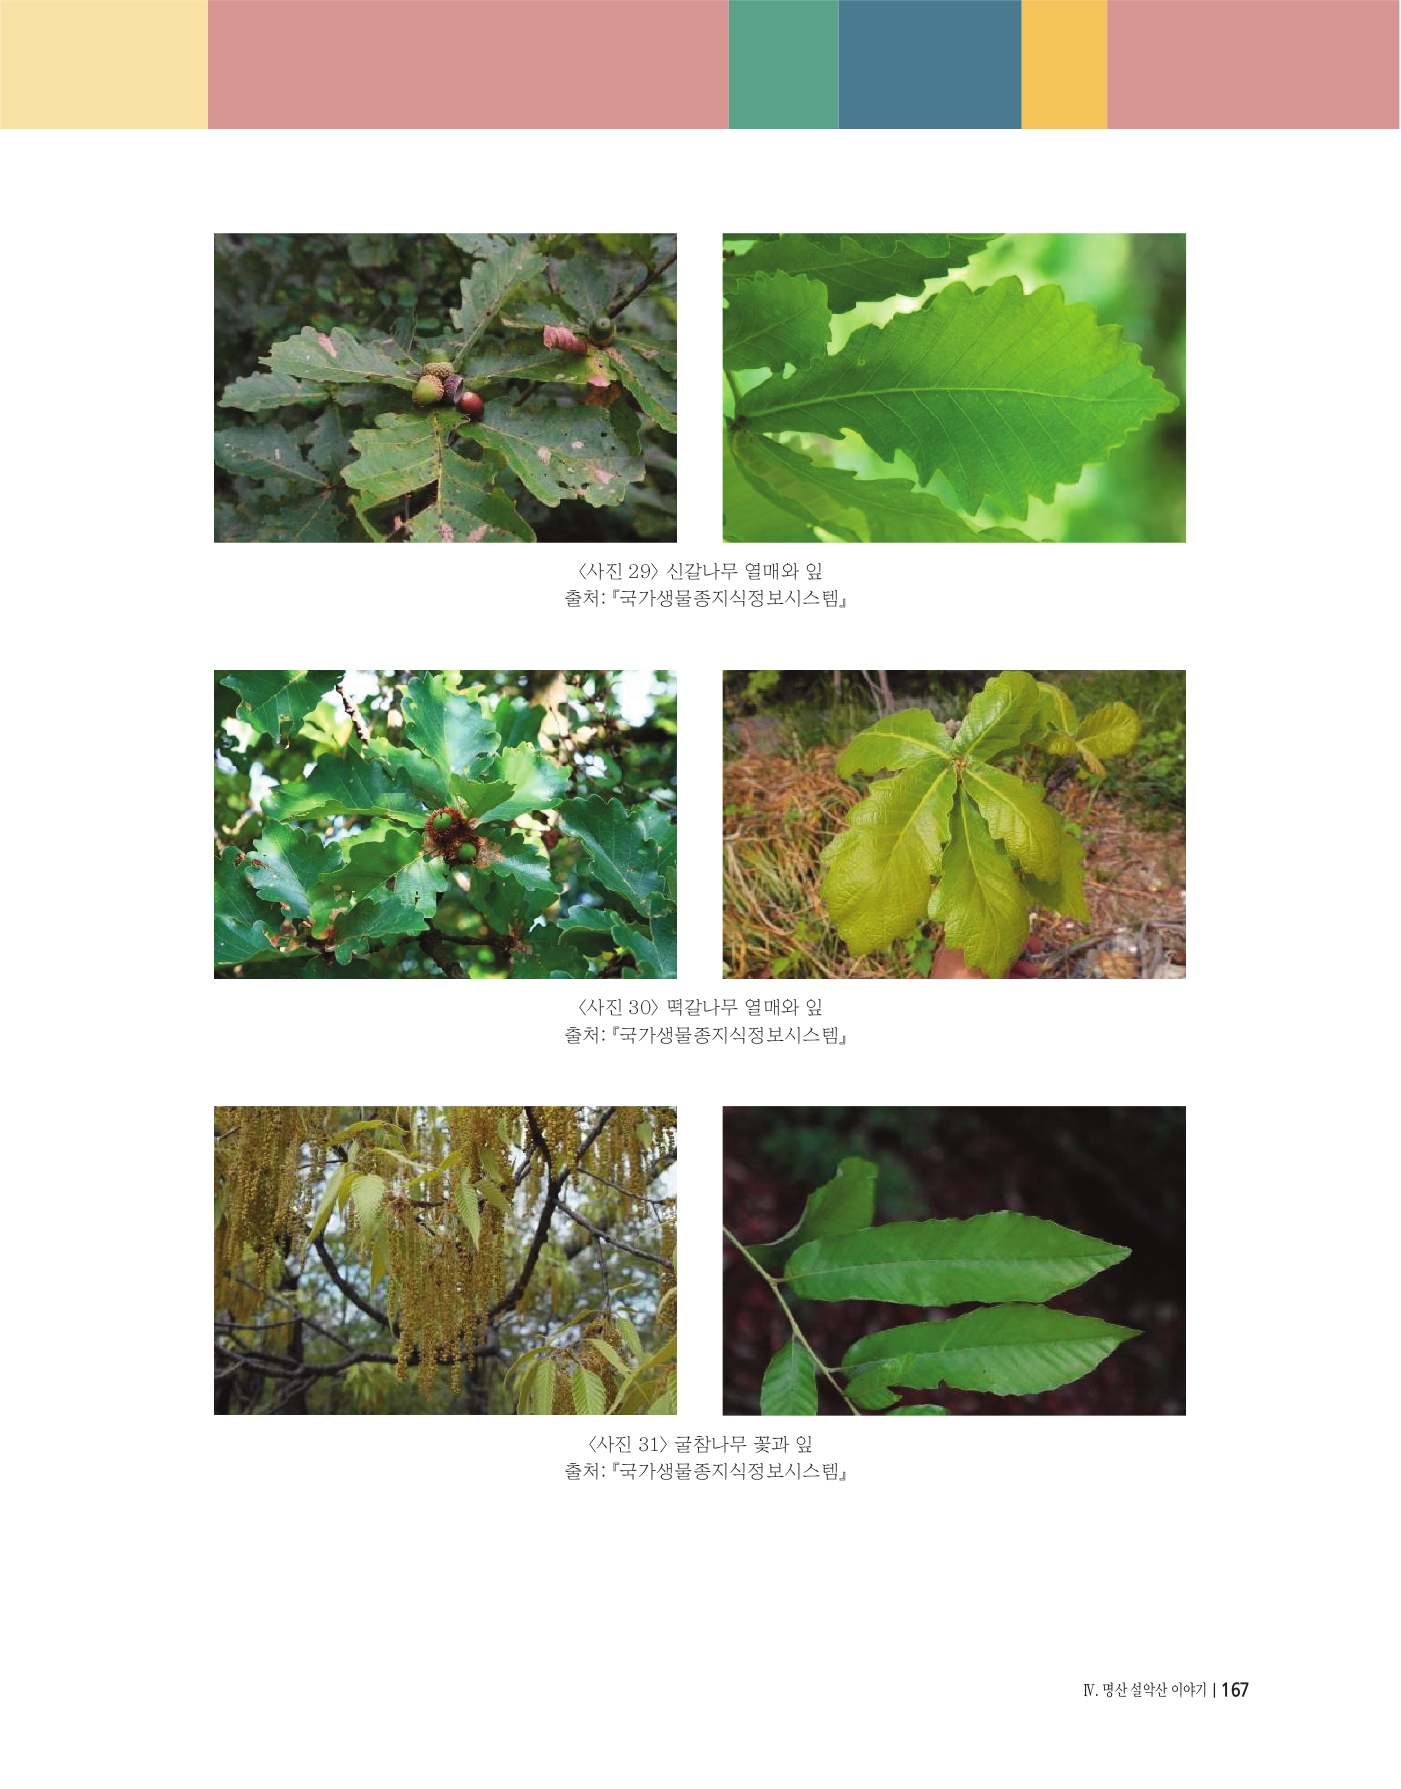 〈사진 29〉 신갈나무 열매와 잎
출처: 『국가생물종지식정보시스템』
〈사진 30〉 떡갈나무 열매와 잎
출처: 『국가생물종지식정보시스템』
〈사진 31〉 굴참나무 꽃과 잎
출처: 『국가생물종지식정보시스템』
Ⅳ. 명산 설악산 이야기 | 167